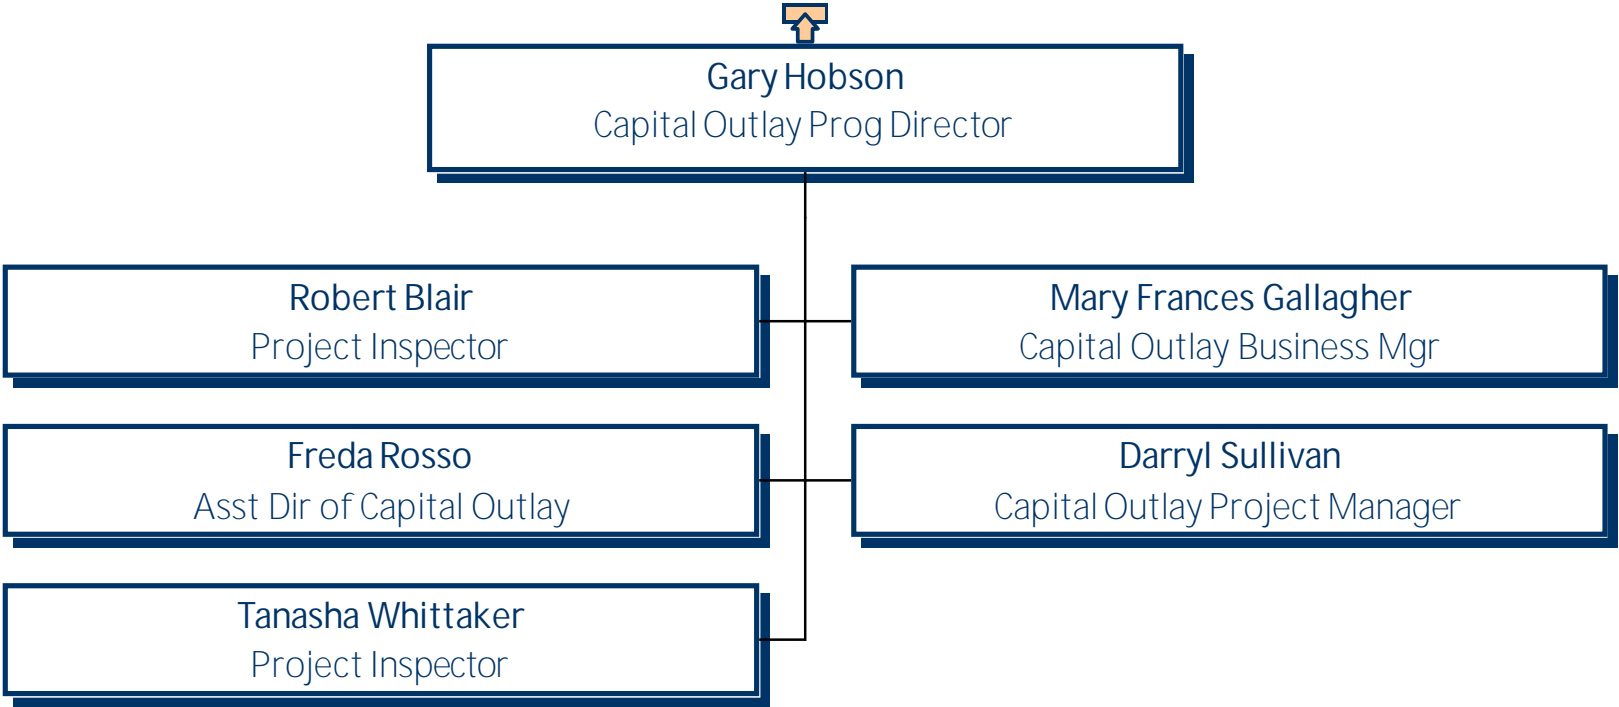 Gary Hobson
Capital Outlay Prog Director
Robert Blair
Project Inspector
Mary Frances Gallagher
Capital Outlay Business Mgr
Freda Rosso
Asst Dir of Capital Outlay
Darryl Sullivan
Capital Outlay Project Manager
Tanasha Whittaker
Project Inspector